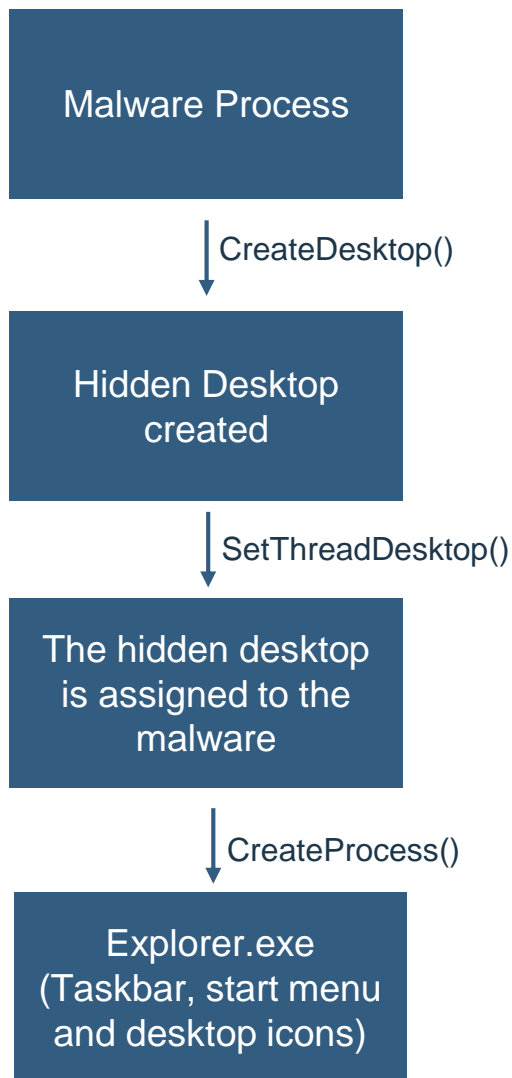 Malware Process
CreateDesktop()
Hidden Desktop
created
SetThreadDesktop()
The hidden desktop
is assigned to the
malware
CreateProcess()
Explorer.exe
(Taskbar, start menu
and desktop icons)